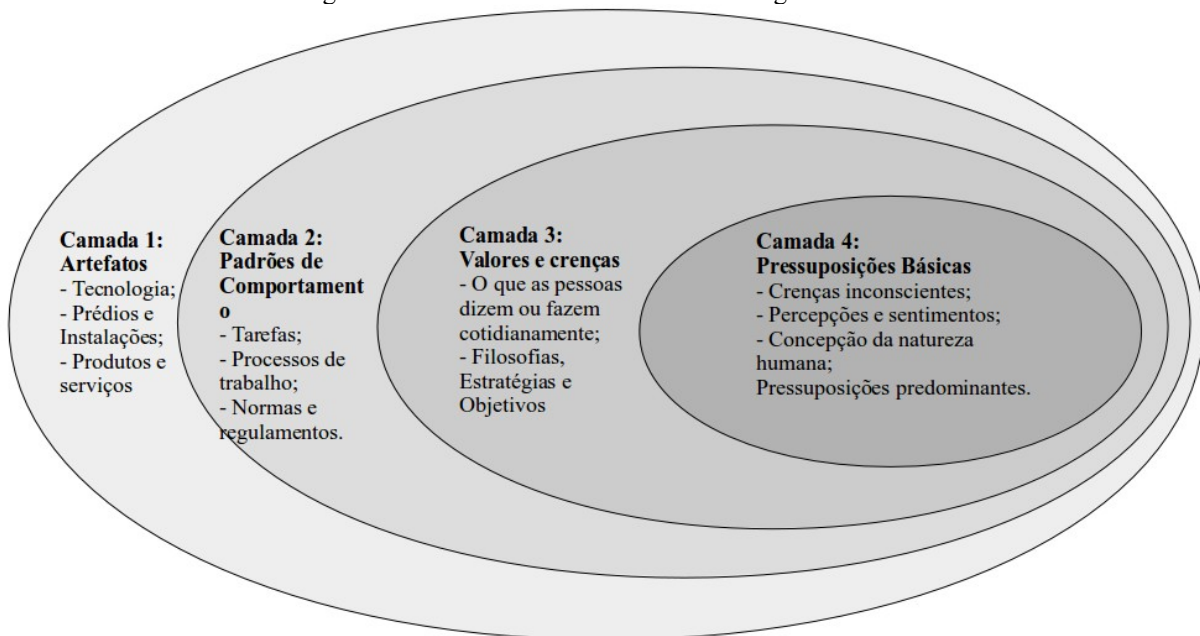 Camada 1:
Artefatos
- Tecnologia;
- Prédios e
Instalações;
- Produtos e
serviços
Camada 2:
Padrões de
Comportament
o
- Tarefas;
- Processos de
trabalho;
- Normas e
regulamentos.
Camada 3:
Valores e crenças
- O que as pessoas
dizem ou fazem
cotidianamente;
- Filosofias,
Estratégias e
Objetivos
Camada 4:
Pressuposições Básicas
- Crenças inconscientes;
- Percepções e sentimentos;
- Concepção da natureza
humana;
Pressuposições predominantes.